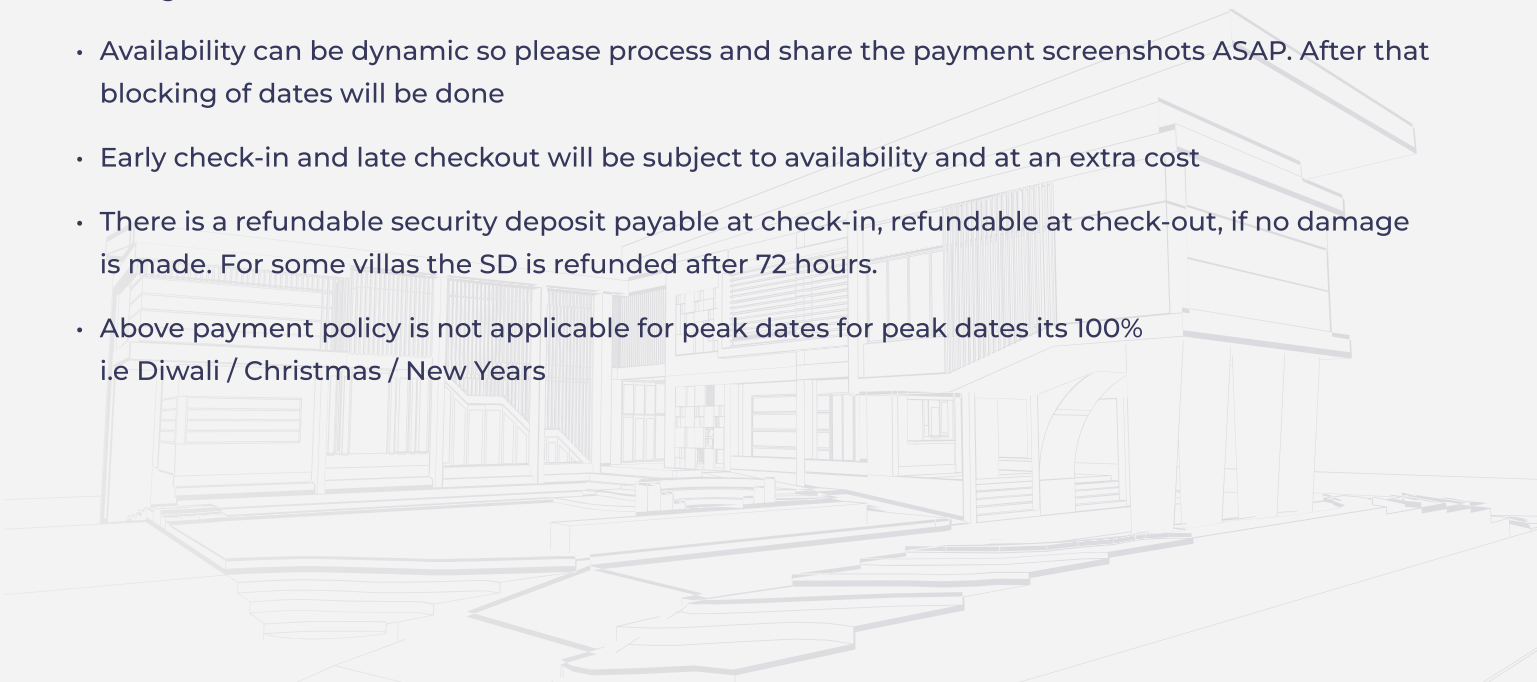 • Availability can be dynamic so please process and share the payment screenshots ASAP. After that
blocking of dates will be done
• Early check-in and late checkout will be subject to availability and at an extra cost
• There is a refundable security deposit payable at check-in, refundable at check-out, if no damage
is made. For some villas the SD is refunded after 72 hours.
• Above payment policy is not applicable for peak dates for peak dates its 100%
i.e Diwali / Christmas / New Years